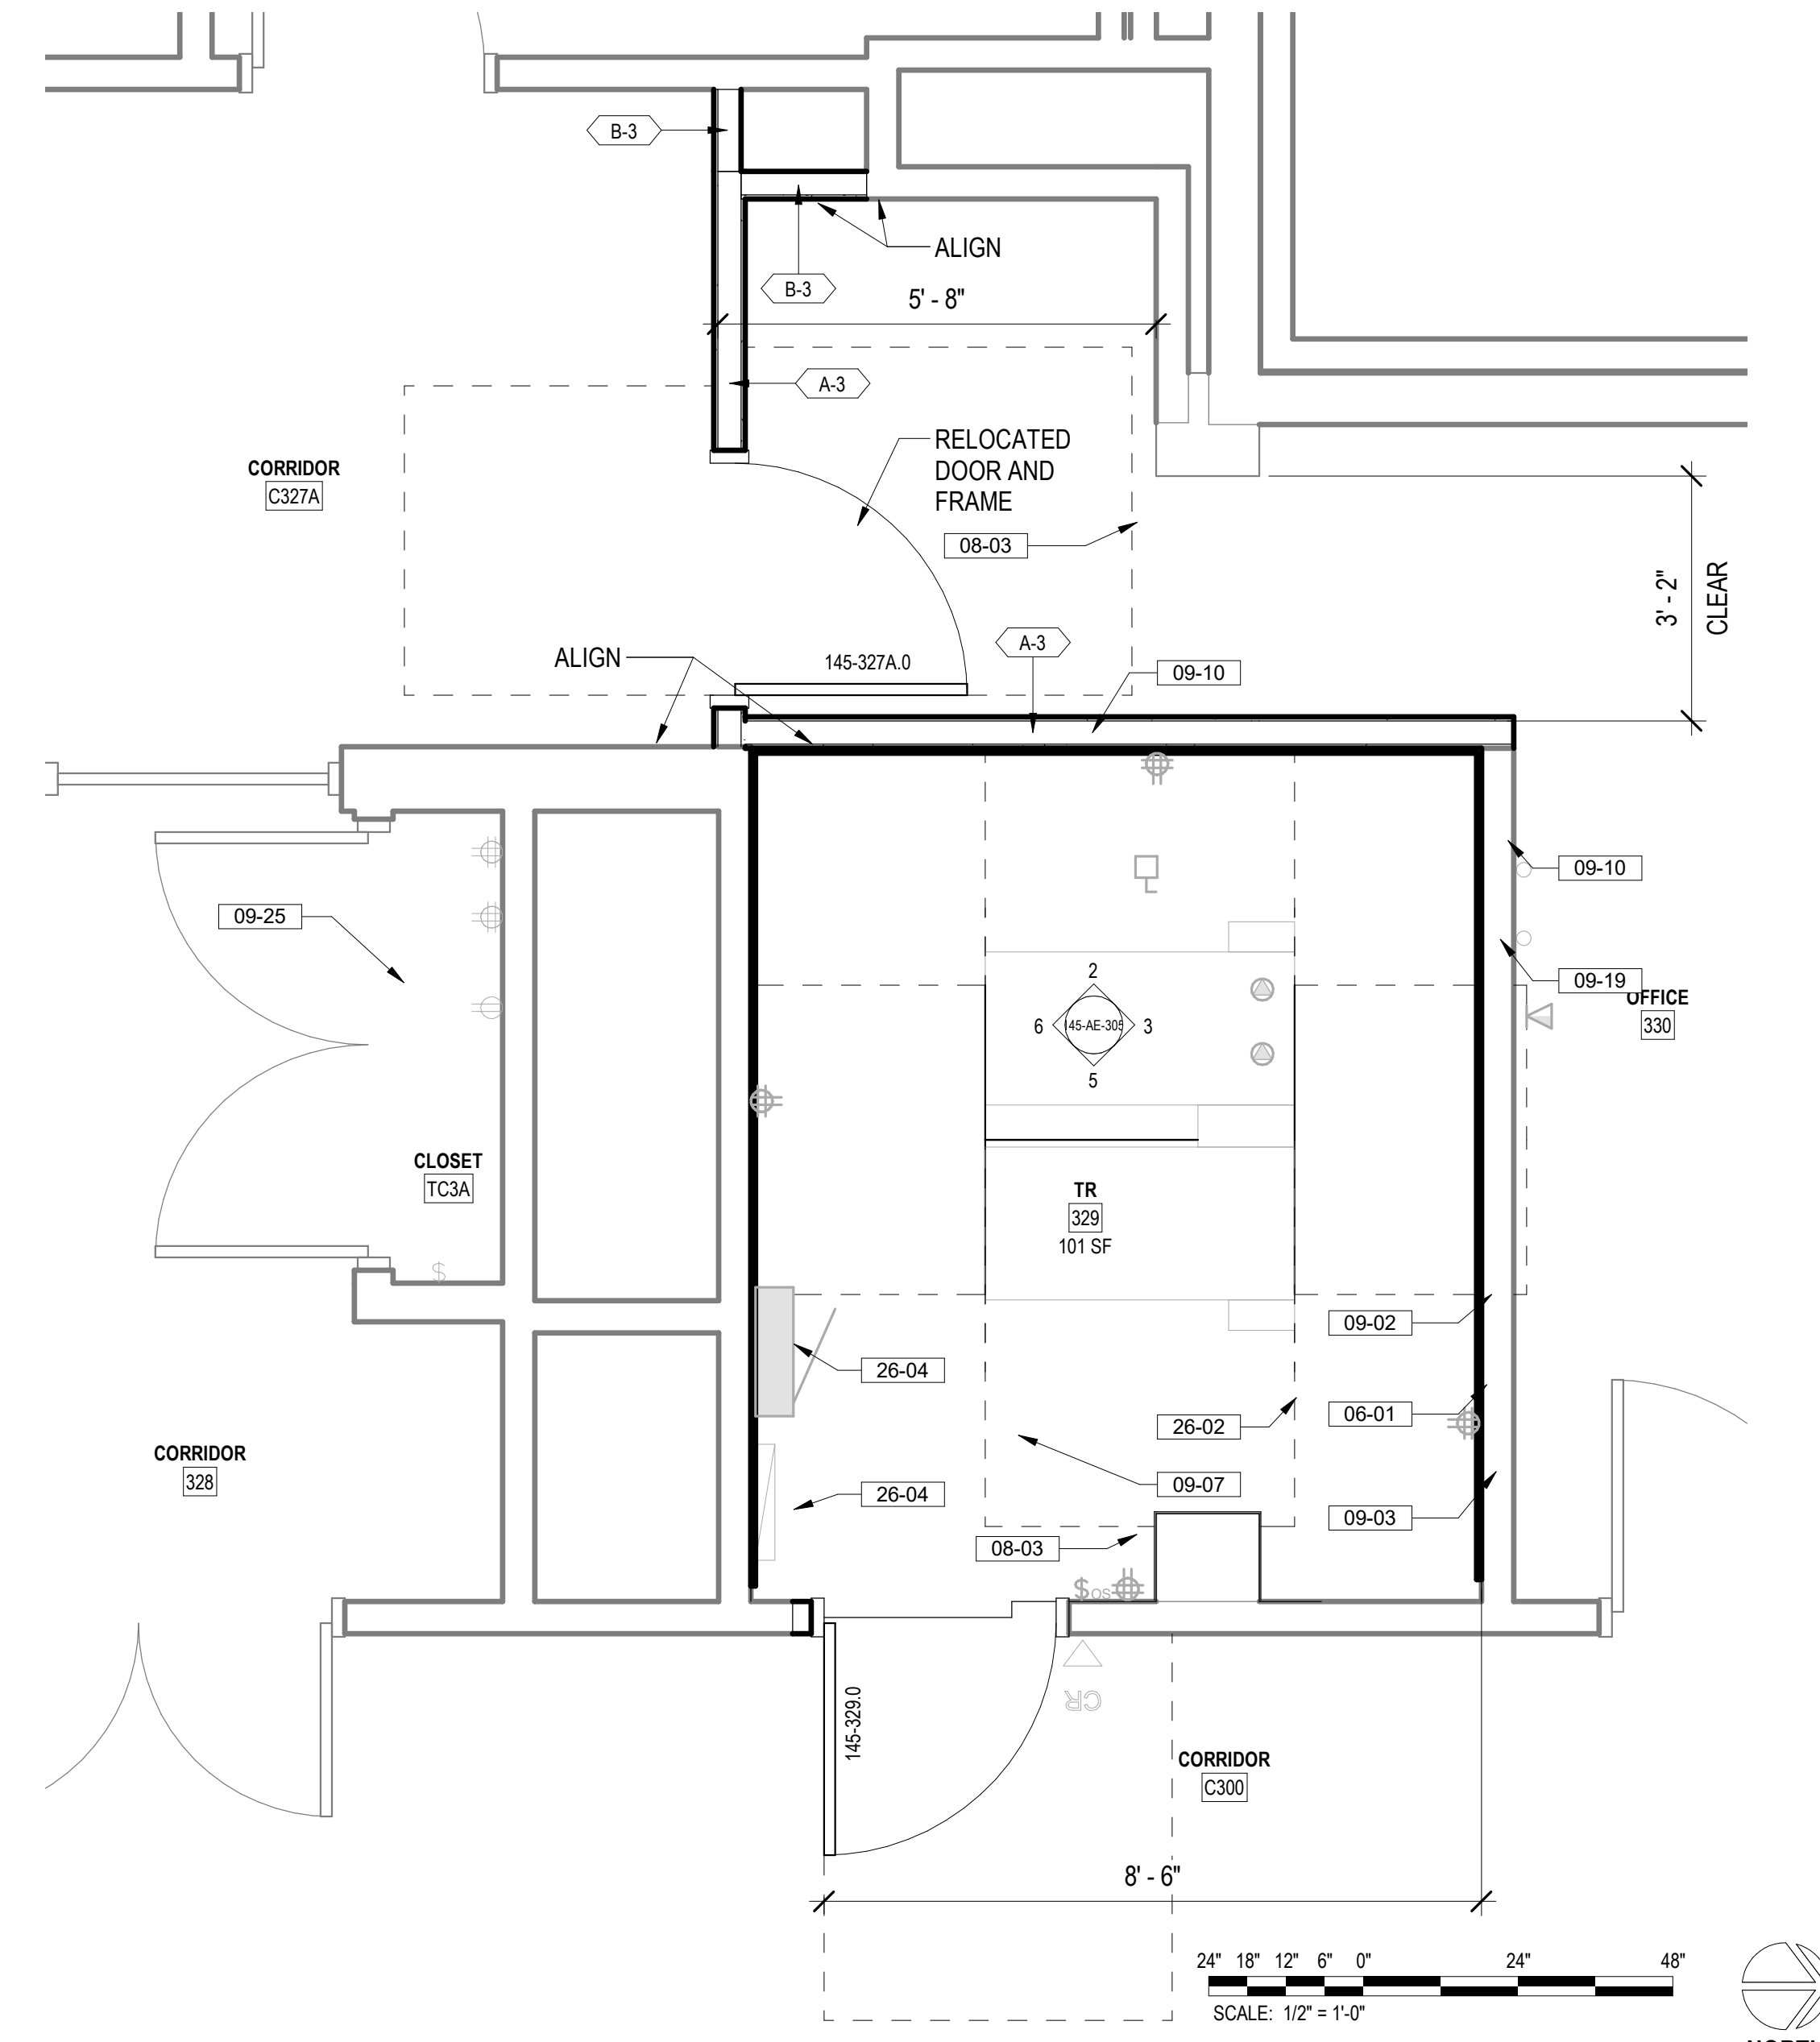 B-3
ALIGN
B-3
5' - 8"
A-3
RELOCATED
DOOR AND
FRAME
CORRIDOR
C327A
08-03
3' - 2"
CLEAR
A-3
ALIGN
145-327A.0
09-10
09-10
09-25
09-19
OFFICE
330
2
6
145-AE-305
3
5
CLOSET
TC3A
TR
329
101 SF
$
09-02
26-04
06-01
26-02
CORRIDOR
328
09-07
26-04
09-03
08-03
$OS
CR
145-329.0
CORRIDOR
C300
8' - 6"
24" 18" 12" 6" 0" 24" 48"
SCALE: 1/2" = 1'-0"